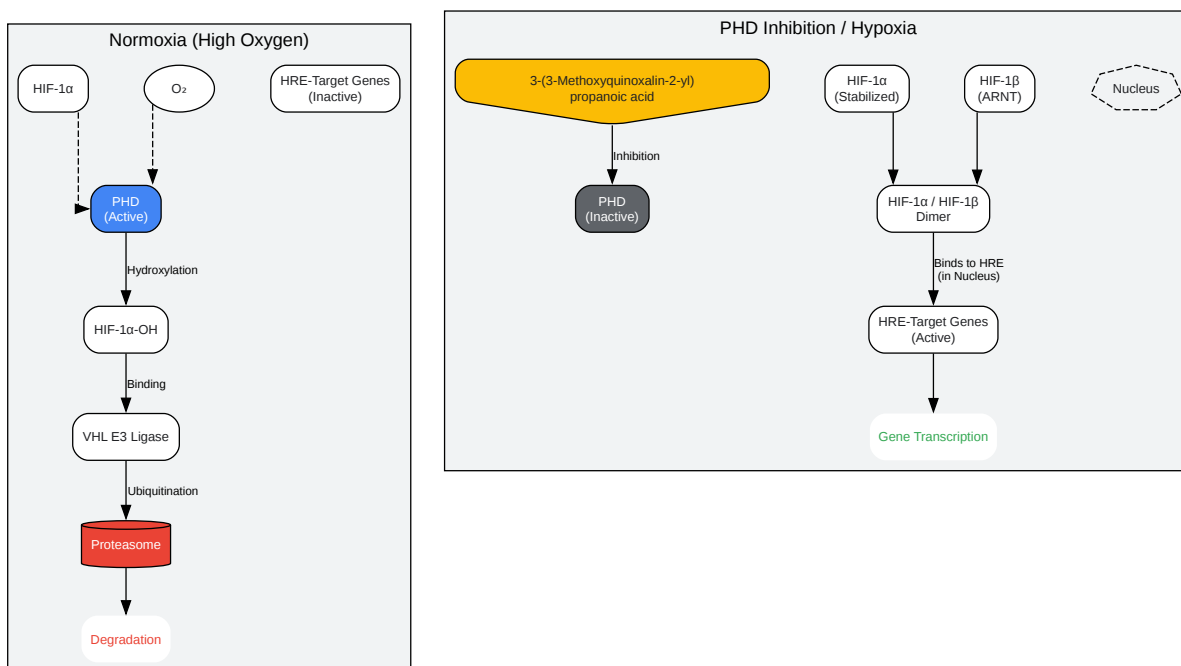 Normoxia (High Oxygen)
HIF-1α
O₂
HRE-Target Genes
(Inactive)
PHD
(Active)
Hydroxylation
HIF-1α-OH
Binding
VHL E3 Ligase
Ubiquitination
Proteasome
Degradation
PHD Inhibition / Hypoxia
3-(3-Methoxyquinoxalin-2-yl)
propanoic acid
HIF-1α
(Stabilized)
HIF-1β
(ARNT)
Nucleus
Inhibition
PHD
(Inactive)
HIF-1α / HIF-1β
Dimer
Binds to HRE
(in Nucleus)
HRE-Target Genes
(Active)
Gene Transcription